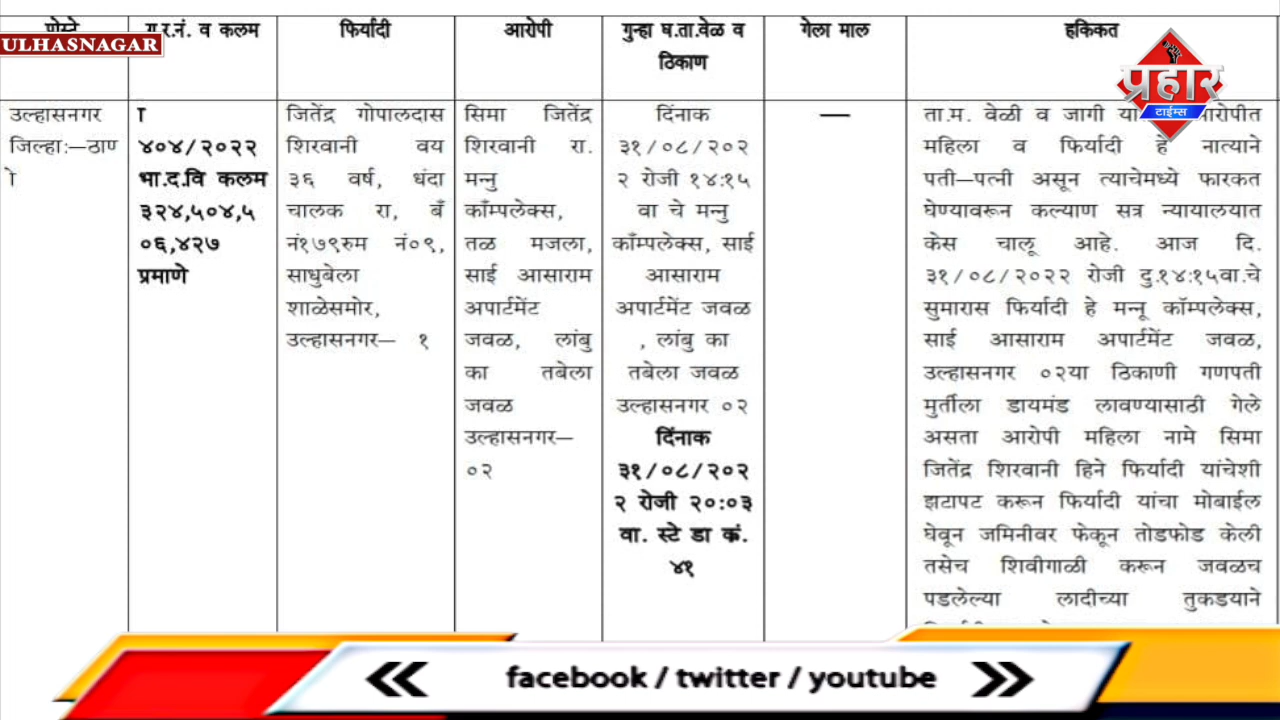 पोस्टे
ULHASNAGAR
गु.र.नं. व कलम
फिर्यादी
आरोपी
गुन्हा घ.ता.वेळ व
ठिकाण
गेला माल
हकिकत
प्रहार
टाईम्स
उल्हासनगर
जिल्हा:—ठाण
े
I
४०४/२०२२
भा.द.वि कलम
३२४,५०४,५
०६,४२७
प्रमाणे
जितेंद्र गोपालदास
शिरवानी वय
३६ वर्ष, धंदा
चालक रा, बँ
नं१७९रुम नं०९,
साधुबेला
शाळेसमोर,
उल्हासनगर— १
सिमा जितेंद्र
शिरवानी रा.
मन्नु
कॉंम्पलेक्स,
तळ मजला,
साई आसाराम
अपार्टमेंट
जवळ, लांबु
का तबेला
जवळ
उल्हासनगर—
०२
दिंनाक
३१/०८/२०२
२ रोजी १४:१५
वा चे मन्नु
कॉंम्पलेक्स, साई
आसाराम
अपार्टमेंट जवळ
, लांबु का
तबेला जवळ
उल्हासनगर ०२
दिंनाक
३१/०८/२०२
२ रोजी २०:०३
वा. स्टे डा कं.
४१
—
ता.म. वेळी व जागी
महिला व फिर्यादी हे नात्याने
पती—पत्नी असून त्याचेमध्ये फारकत
घेण्यावरून कल्याण सत्र न्यायालयात
केस चालू आहे. आज दि.
३१/०८/२०२२ रोजी दु.१४:१५वा.चे
सुमारास फिर्यादी हे मन्नू कॉम्पलेक्स,
साई आसाराम अपार्टमेंट जवळ,
उल्हासनगर ०२या ठिकाणी गणपती
मुर्तीला डायमंड लावण्यासाठी गेले
असता आरोपी महिला नामे सिमा
जितेंद्र शिरवानी हिने फिर्यादी यांचेशी
झटापट करून फिर्यादी यांचा मोबाईल
घेवून जमिनीवर फेकून तोडफोड केली
तसेच शिवीगाळी करून जवळच
पडलेल्या लादीच्या तुकडयाने
facebook / twitter / youtube